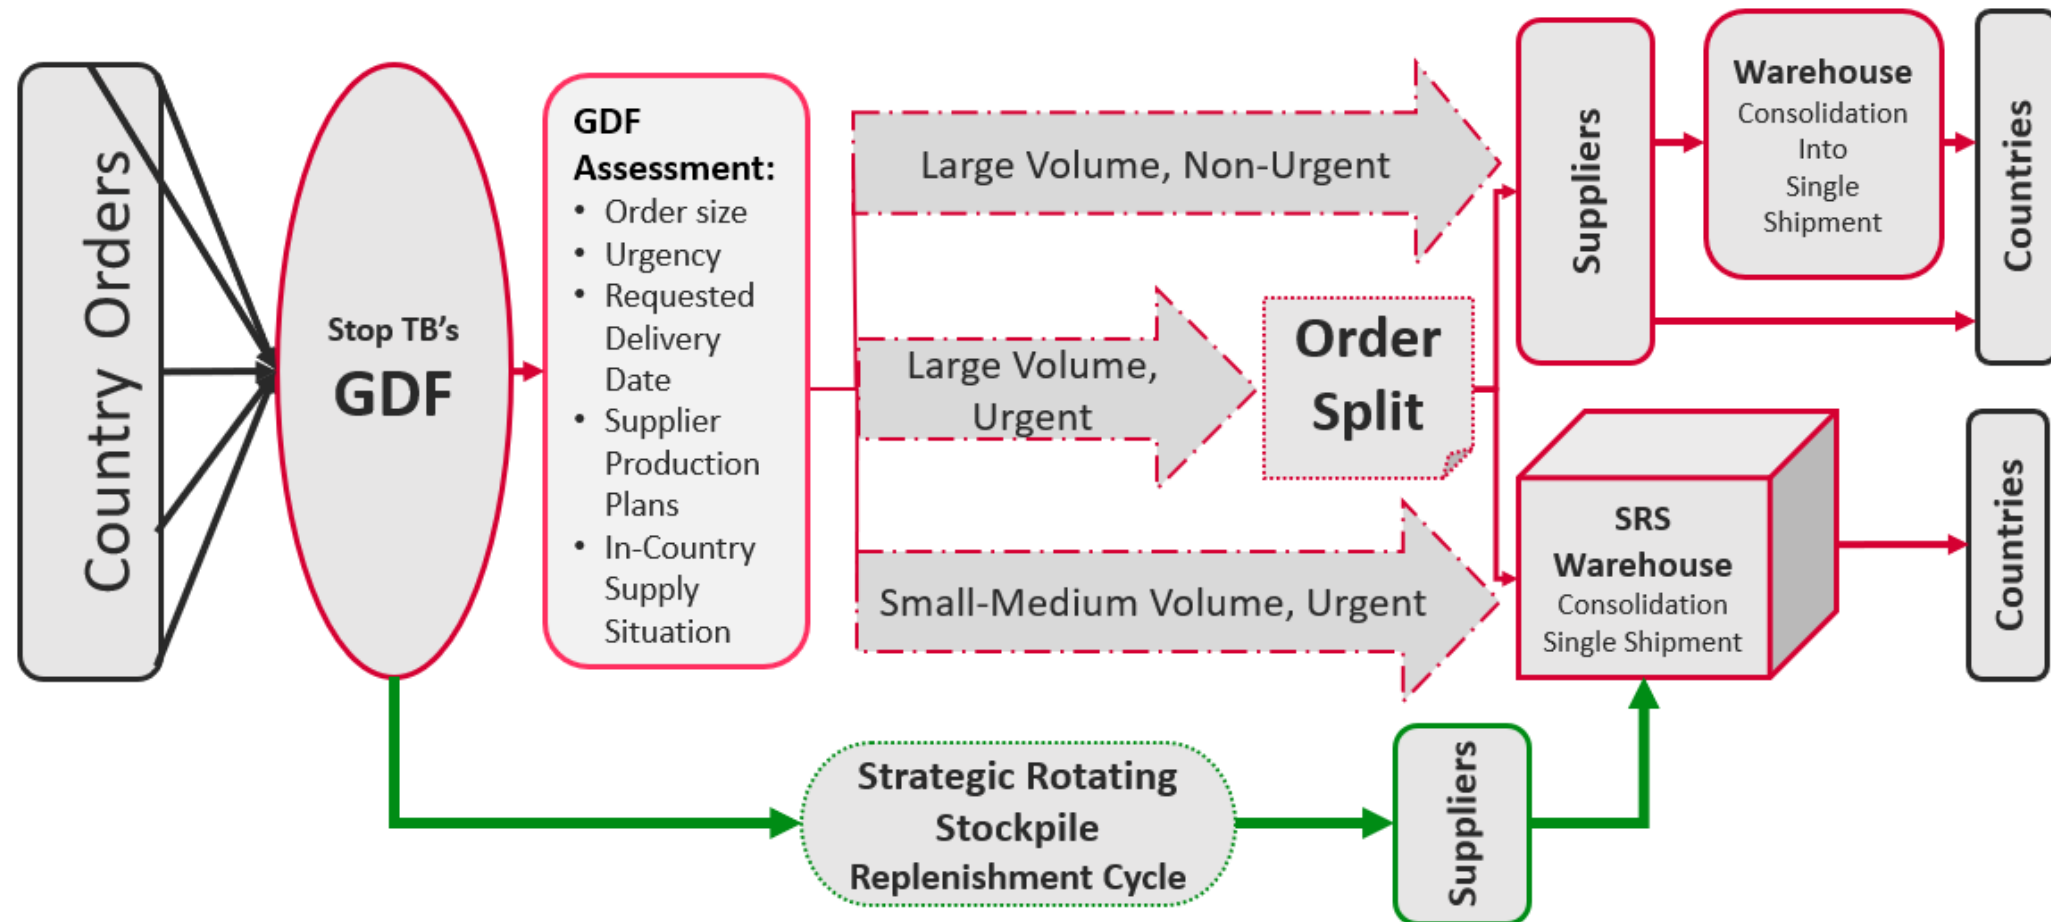 Country Orders
Stop TB's
GDF
GDF
Assessment:
• Order size
• Urgency
• Requested
Delivery
Date
• Supplier
Production
Plans
• In-Country
Supply
Situation
Large Volume, Non-Urgent
Large Volume,
Urgent
Order
Split
Small-Medium Volume, Urgent
Suppliers
Warehouse
Consolidation
Into
Single
Shipment
Countries
SRS
Warehouse
Consolidation
Single Shipment
Countries
Strategic Rotating
Stockpile
Replenishment Cycle
Suppliers